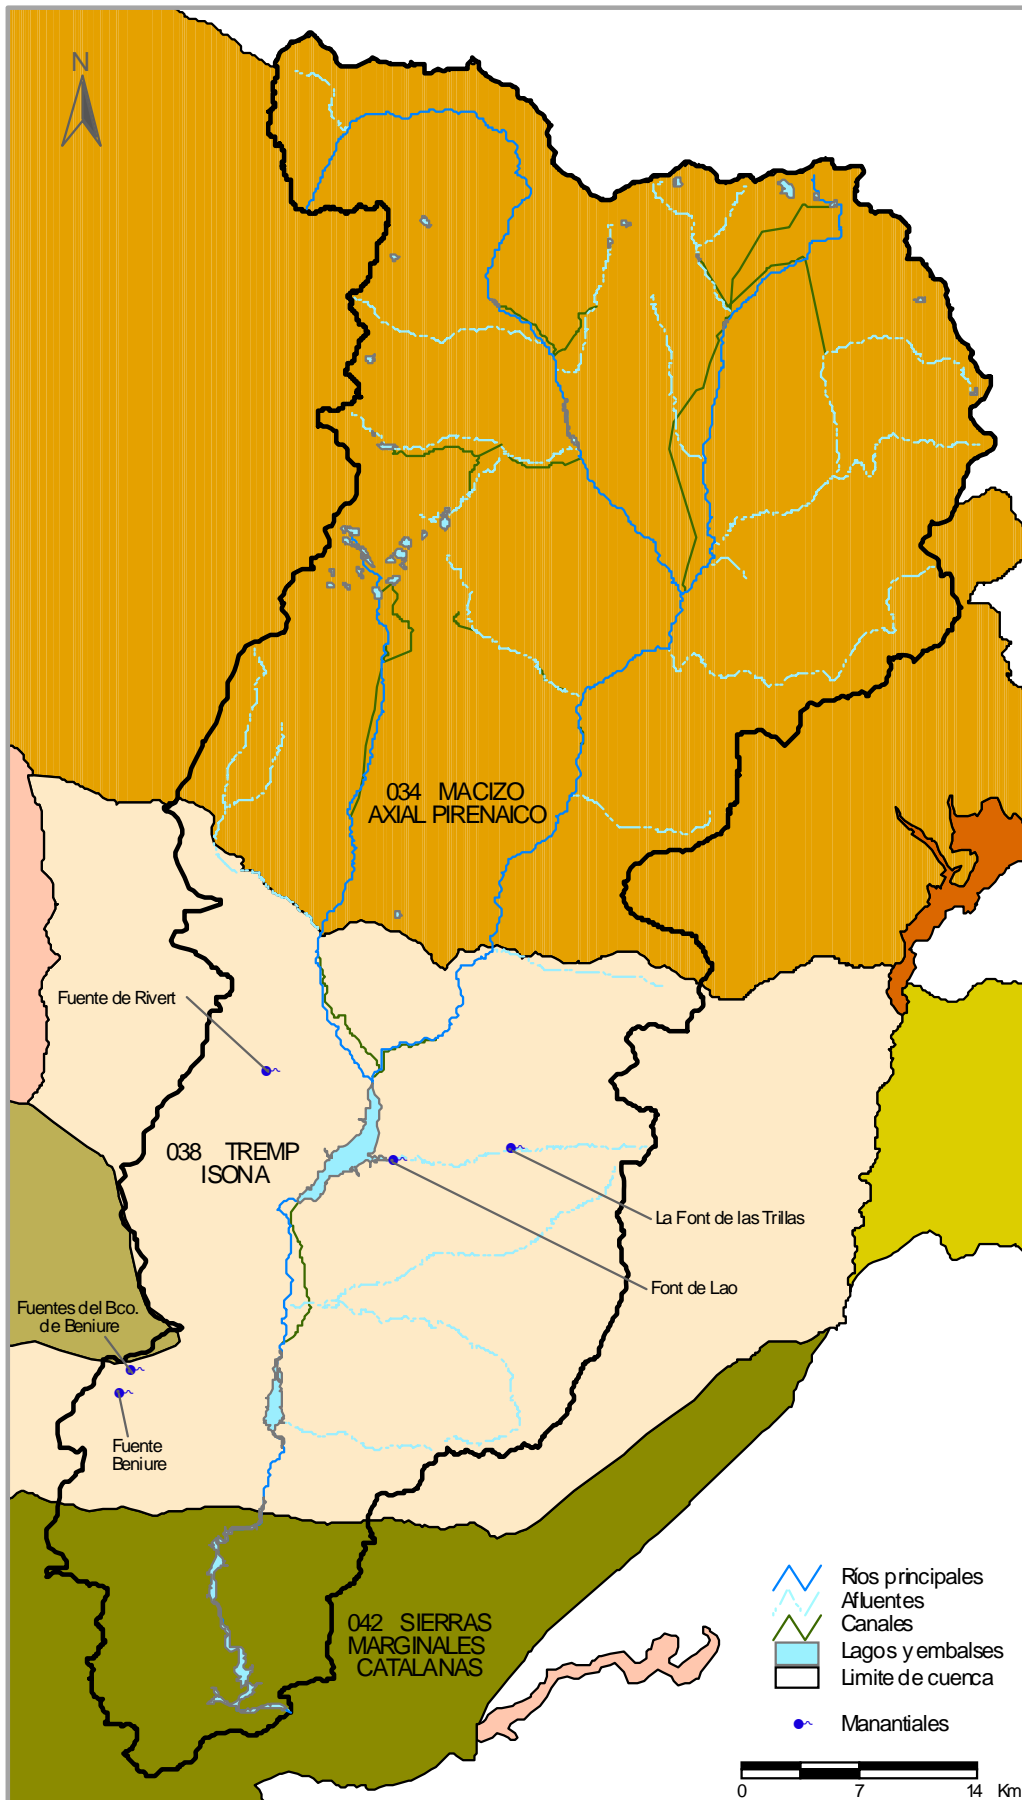 N
034 MACIZO
AXIAL PIRENAICO
Fuente de Rivert
038 TREMP
ISONA
La Font de las Trillas
Font de Lao
Fuentes del Bco.
de Beniure
Fuente
Beniure
042 SIERRAS
MARGINALES
CATALANAS
Ríos principales
Afluentes
Canales
Lagos y embalses
Limite de cuenca
Manantiales
0 7 14 Km